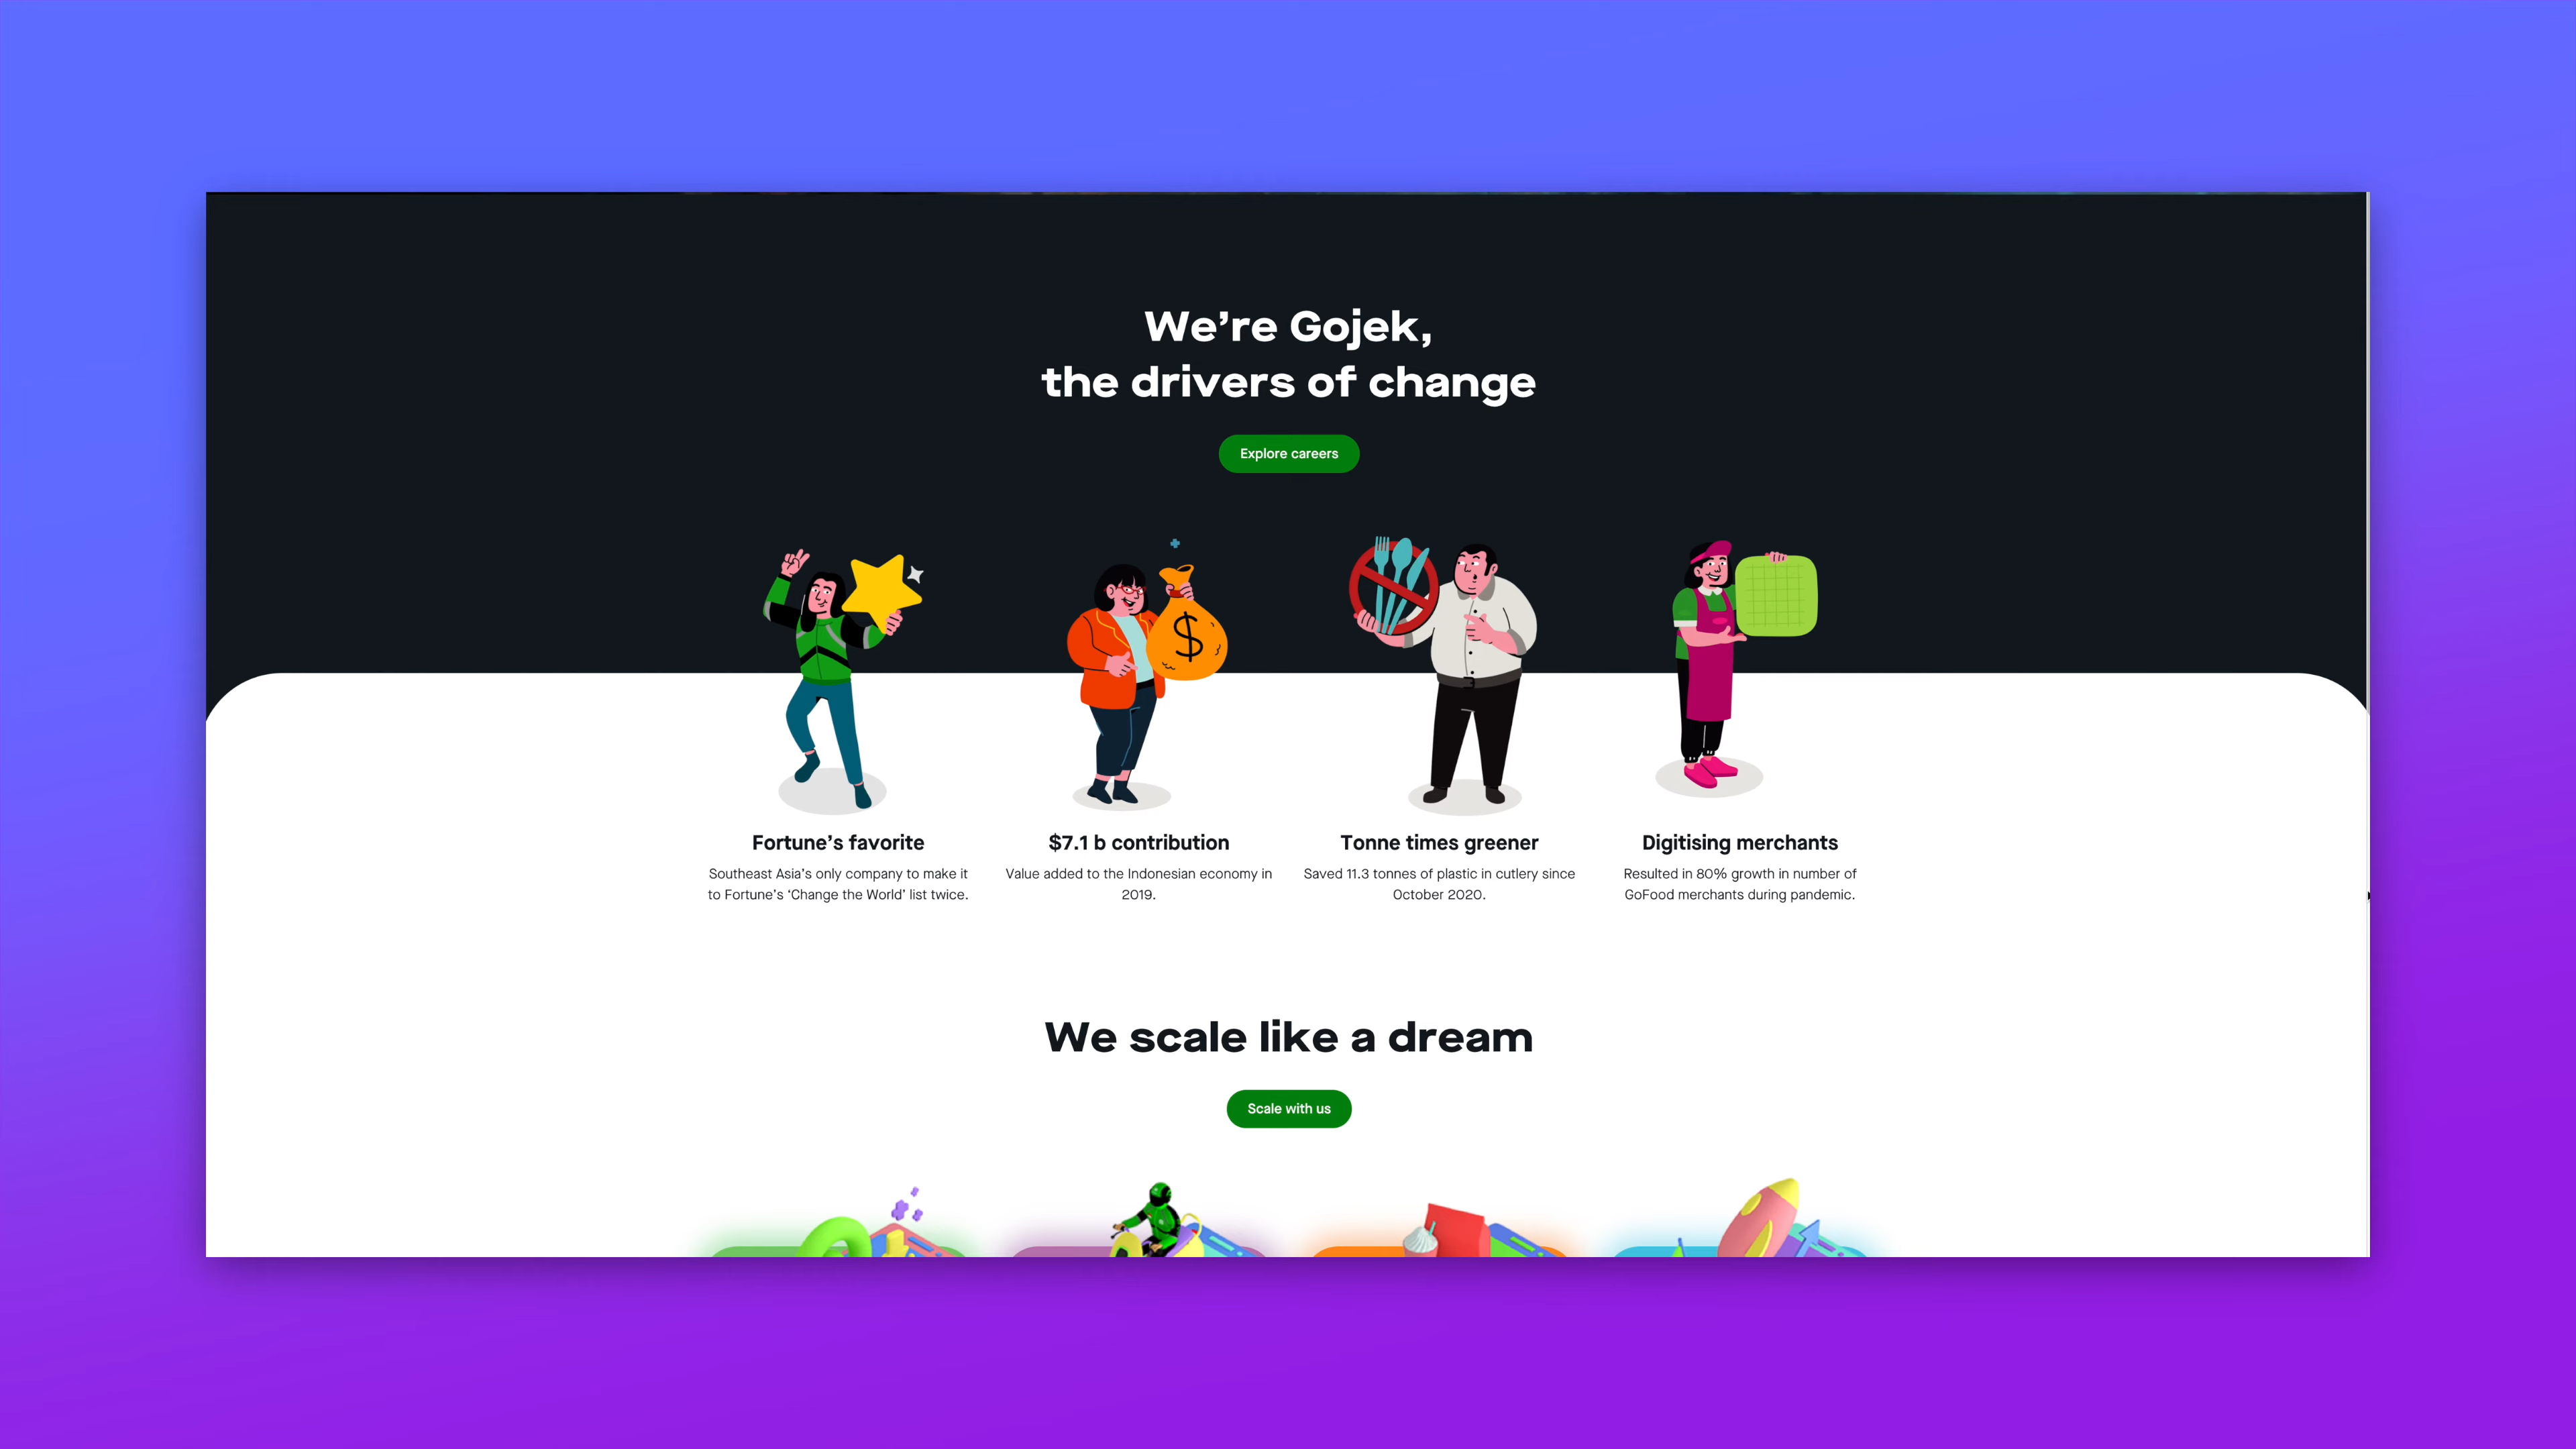 We’re Gojek,
the drivers of change
Explore careers
$
Fortune’s favorite
Southeast Asia’s only company to make it
to Fortune’s ‘Change the World’ list twice.
$7.1 b contribution
Value added to the Indonesian economy in
2019.
Tonne times greener
Saved 11.3 tonnes of plastic in cutlery since
October 2020.
Digitising merchants
Resulted in 80% growth in number of
GoFood merchants during pandemic.
We scale like a dream
Scale with us